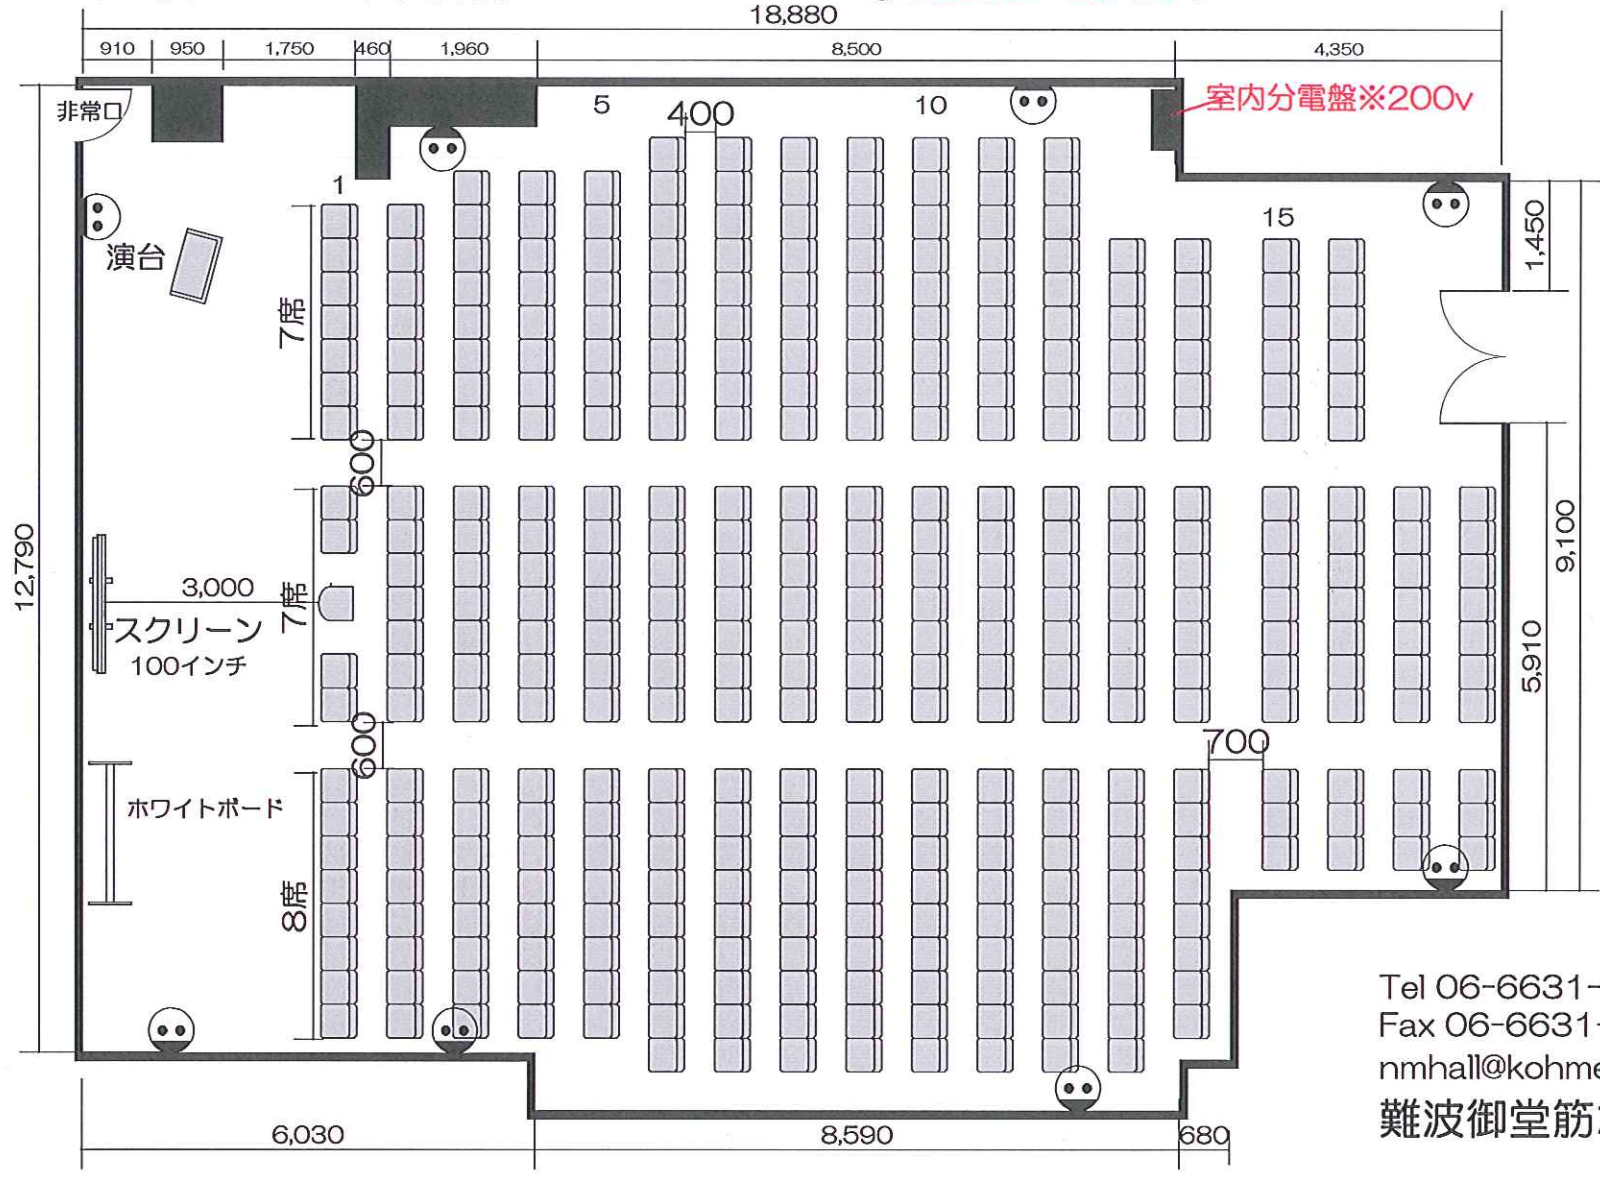 18,880
910 950 1,750 460 1,960 8,500 4,350
非常口
5 400 10
室内分電盤※200v
1
15
演台
7席
1,450
600
12,790
9,100
3,000
7席
スクリーン
100インチ
5,910
600
700
ホワイトボード
8席
Tel 06-6631-
Fax 06-6631-
nmhall@kohme
難波御堂筋
6,030 8,590 680